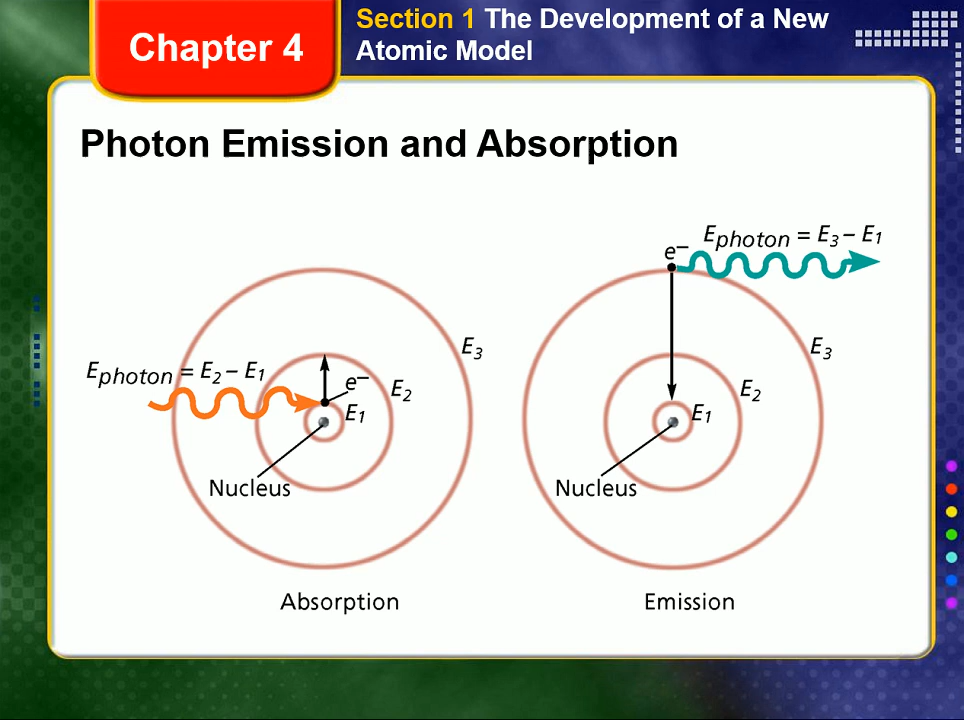 Chapter 4
Section 1 The Development of a New
Atomic Model
Photon Emission and Absorption
Ephoton = E2 – E1
e–
E1
E2
E3
Nucleus
Absorption
Ephoton = E3 – E1
e–
E1
E2
E3
Nucleus
Emission